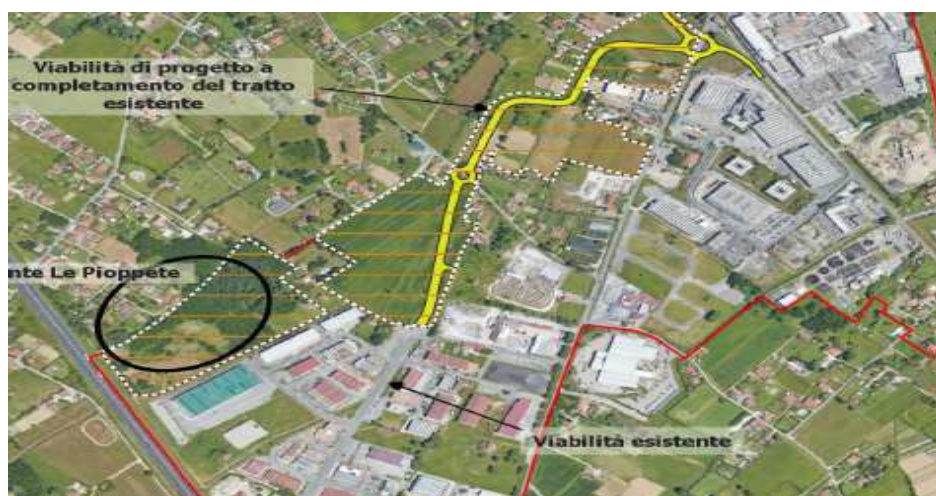 Viabilità di progetto a
completamento del tratto
esistente
nte Le Pioppete
Viabilità esistente